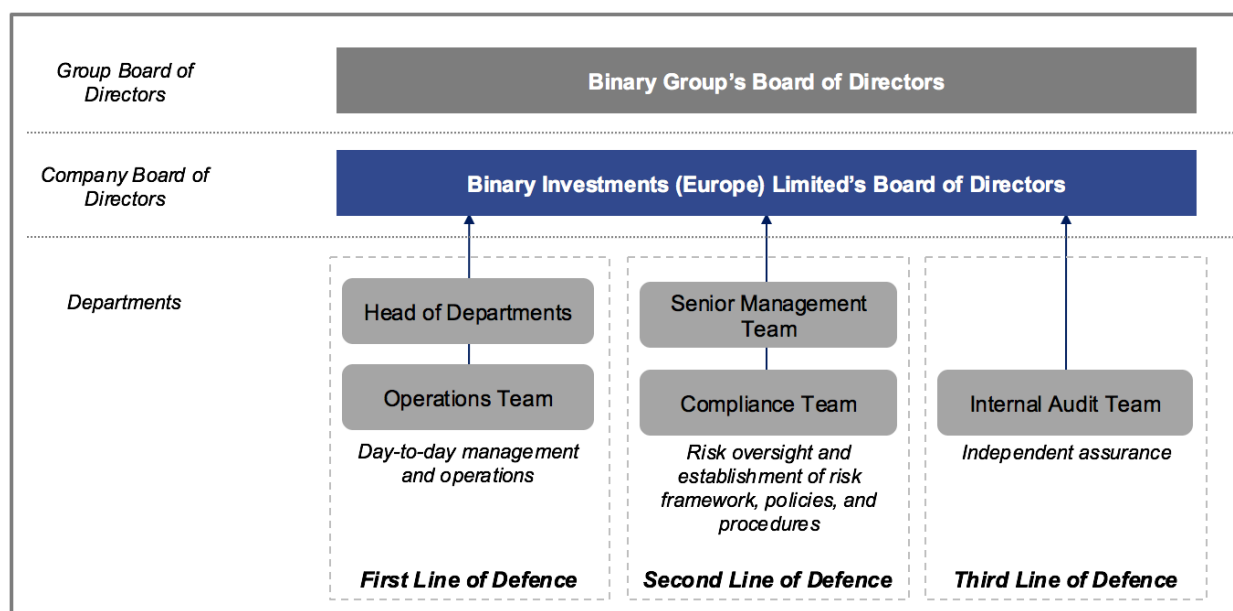 Group Board of
Directors
Binary Group's Board of Directors
Company Board of
Directors
Binary Investments (Europe) Limited's Board of Directors
Departments
Head of Departments
Operations Team
Day-to-day management
and operations
First Line of Defence
Senior Management
Team
Compliance Team
Risk oversight and
establishment of risk
framework, policies, and
procedures
Second Line of Defence
Internal Audit Team
Independent assurance
Third Line of Defence